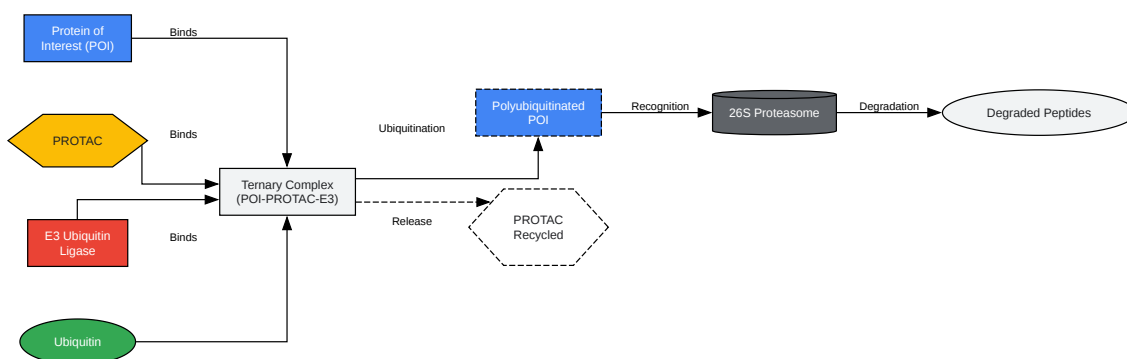 Protein of
Interest (POI)
Binds
PROTAC
Binds
E3 Ubiquitin
Ligase
Binds
Ubiquitin
Ternary Complex
(POI-PROTAC-E3)
Ubiquitination
Release
Polyubiquitinated
POI
PROTAC
Recycled
Recognition
26S Proteasome
Degradation
Degraded Peptides